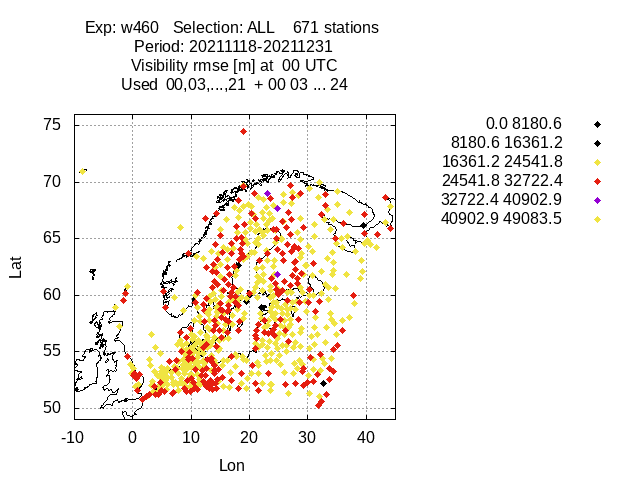 Exp: w460   Selection: ALL    671 stations
Period: 20211118-20211231
Visibility rmse [m] at  00 UTC
Used  00,03,...,21  + 00 03 ... 24
0.0 8180.6
8180.6 16361.2
16361.2 24541.8
24541.8 32722.4
32722.4 40902.9
40902.9 49083.5
75
70
65
60
55
50
Lat
-10 0 10 20 30 40
Lon